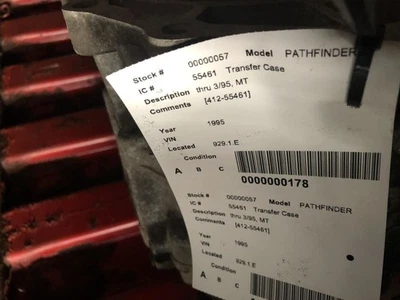 Stock # 00000057 Model PATHFINDER
IC # 55461 Transfer Case
Description thru 3/95, MT
Comments [412-55461]
Year 1995
VIN
Located 929.1.E
Condition
A B C
0000000178
Stock # 00000057 Model PATHFINDER
IC # 55461 Transfer Case
Description thru 3/95, MT
Comments [412-55461]
Year 1995
VIN
Located 929.1.E
Condition
A B C